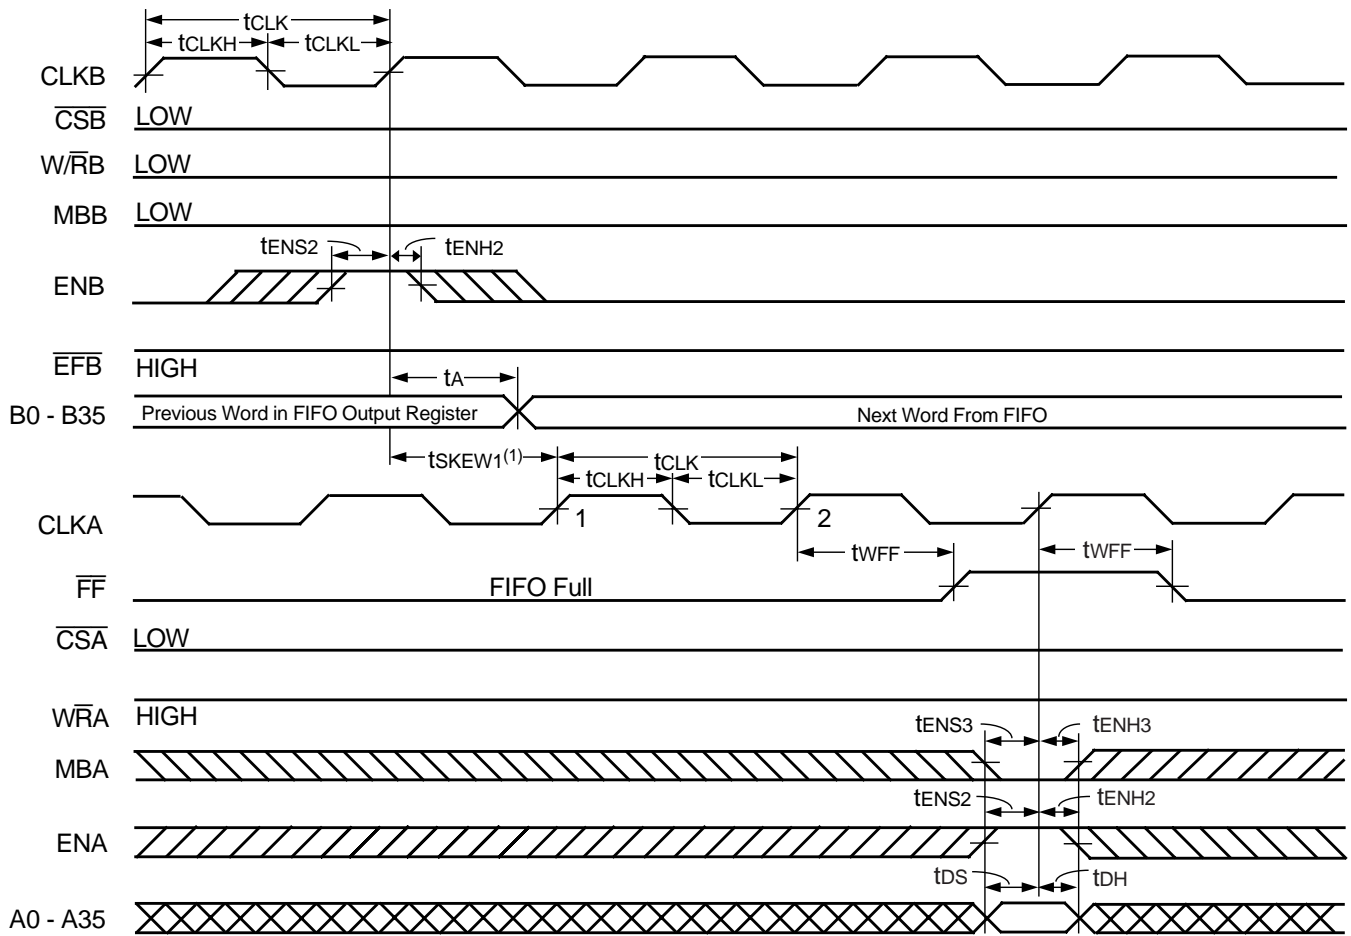 tCLK
tCLKH tCLKL
CLKB
CSB LOW
W/RB LOW
MBB LOW
tENS2 tENH2
ENB
EFB HIGH
tA
B0 - B35 Previous Word in FIFO Output Register Next Word From FIFO
tSKEW1(1) tCLK
tCLKH tCLKL
CLKA 1 2
tWFF tWFF
FF FIFO Full
CSA LOW
WRA HIGH
tENS3 tENH3
MBA
tENS2 tENH2
ENA
tDS tDH
A0 - A35